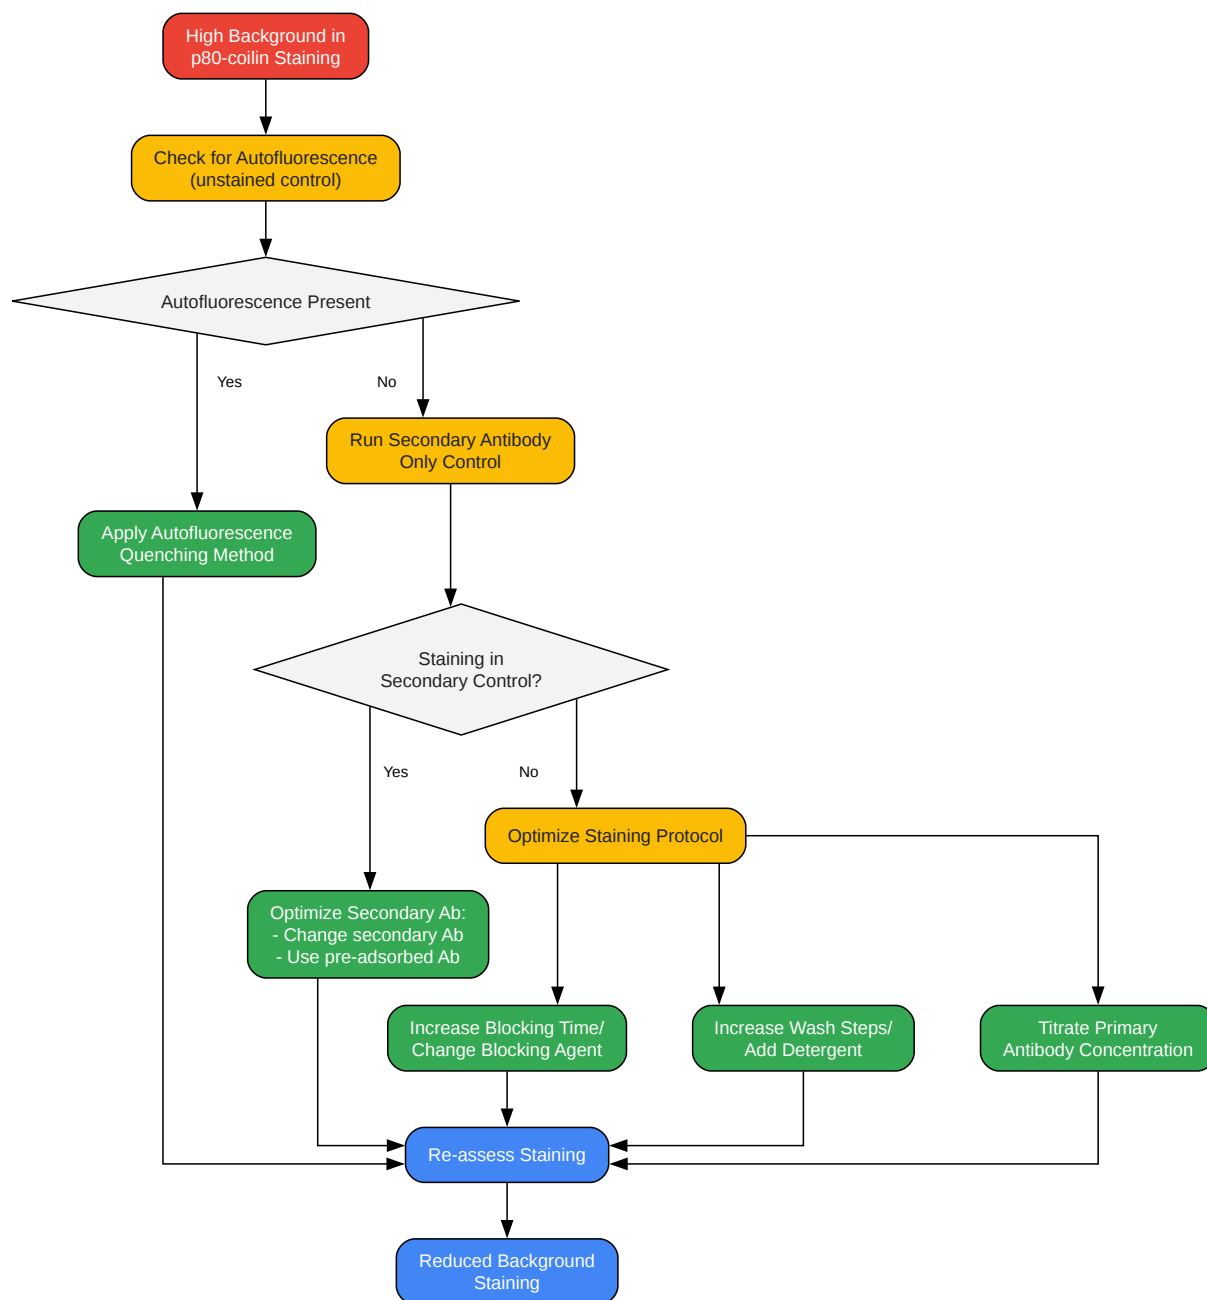 High Background in
p80-coilin Staining
Check for Autofluorescence
(unstained control)
Autofluorescence Present
Yes
No
Run Secondary Antibody
Only Control
Apply Autofluorescence
Quenching Method
Staining in
Secondary Control?
Yes
No
Optimize Staining Protocol
Optimize Secondary Ab:
- Change secondary Ab
- Use pre-adsorbed Ab
Increase Blocking Time/
Change Blocking Agent
Increase Wash Steps/
Add Detergent
Titrate Primary
Antibody Concentration
Re-assess Staining
Reduced Background
Staining